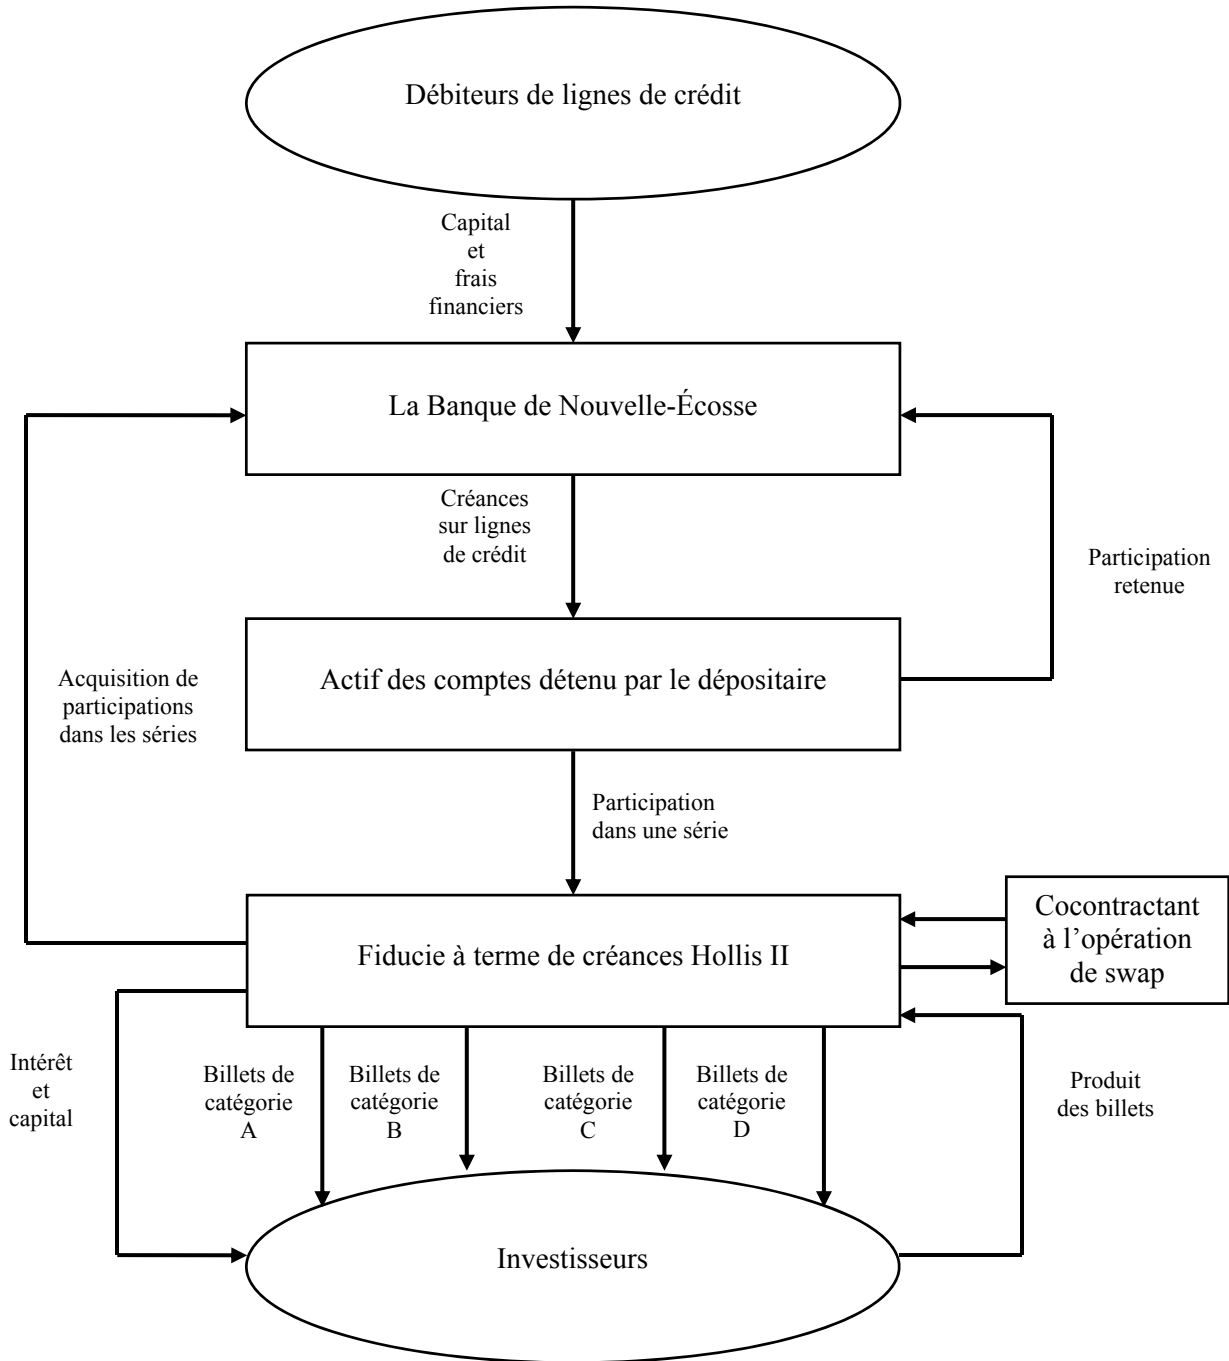 Débiteurs de lignes de crédit
Capital
et
frais
financiers
La Banque de Nouvelle-Écosse
Créances
sur lignes
de crédit
Participation
retenue
Actif des comptes détenu par le dépositaire
Acquisition de
participations
dans les séries
Participation
dans une série
Fiducie à terme de créances Hollis II
Cocontractant
à l’opération
de swap
Intérêt
et
capital
Billets de
catégorie
A
Billets de
catégorie
B
Billets de
catégorie
C
Billets de
catégorie
D
Produit
des billets
Investisseurs